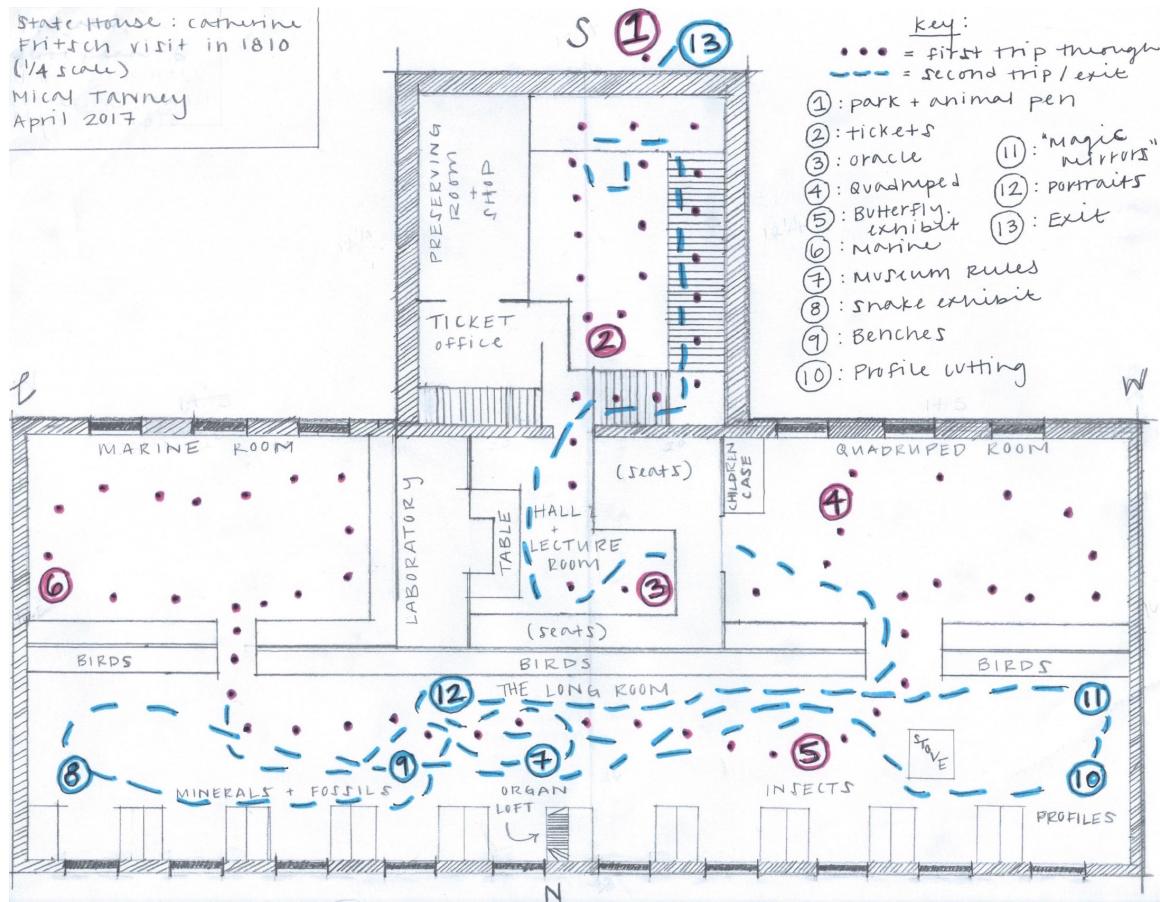 State House: Catherine
Fritsch visit in 1810
(1/4 scale)
Mical Tanney
April 2017
S
1
13
Key:
= first trip through
= second trip/exit
1: park + animal pen
2: tickets
3: oracle
4: Quadruped
5: Butterfly exhibit
6: Marine
7: Museum Rules
8: Snake exhibit
9: Benches
10: Profile cutting
11: "Magic Mirrors"
12: Portraits
13: Exit
PRESERVING ROOM + SHOP
TICKET office
2
W
MARINE ROOM
(seats)
CHILDREN CASE
QUADRUPED ROOM
4
LABORATORY
TABLE
LECTURE ROOM
3
6
(seats)
BIRDS
BIRDS
BIRDS
THE LONG ROOM
12
11
8
9
7
5
STOVE
10
MINERALS + FOSSILS
ORGAN LOFT
INSECTS
PROFILES
N